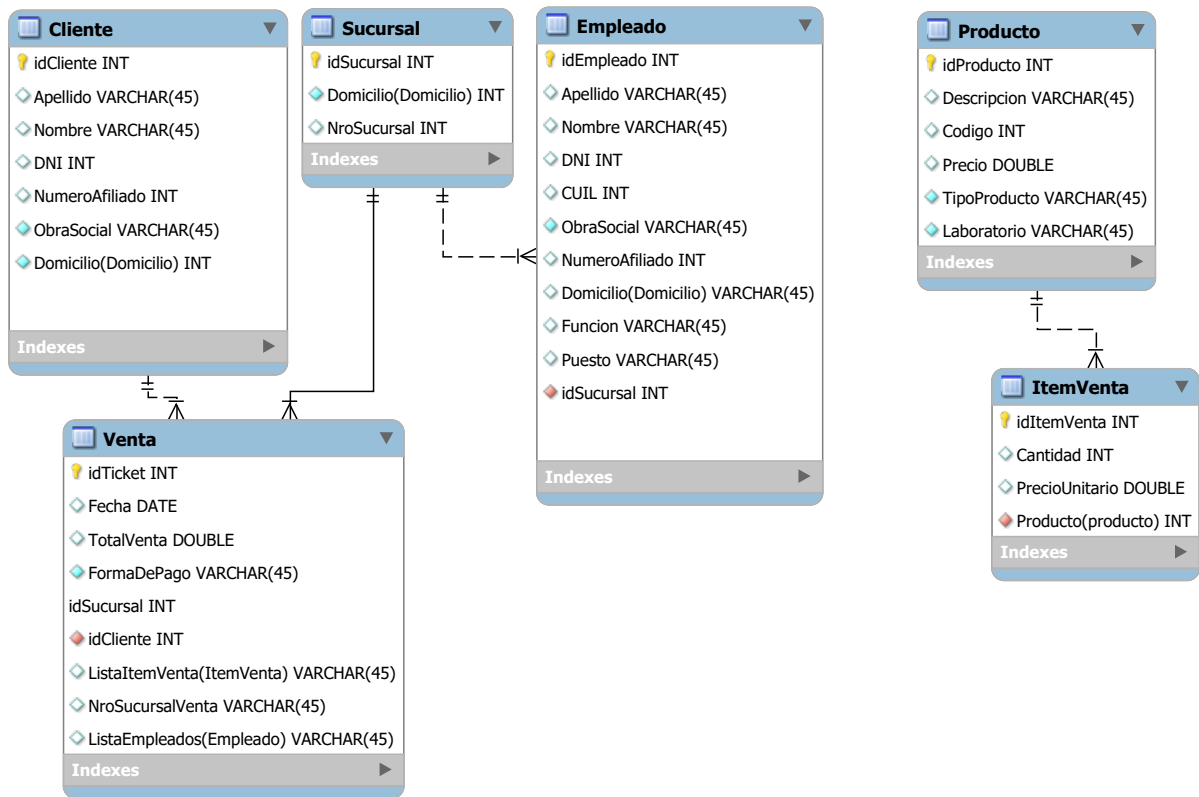 Cliente
idCliente INT
Apellido VARCHAR(45)
Nombre VARCHAR(45)
DNI INT
NumeroAfiliado INT
ObraSocial VARCHAR(45)
Domicilio(Domicilio) INT
Indexes
Sucursal
idSucursal INT
Domicilio(Domicilio) INT
NroSucursal INT
Indexes
Empleado
idEmpleado INT
Apellido VARCHAR(45)
Nombre VARCHAR(45)
DNI INT
CUIL INT
ObraSocial VARCHAR(45)
NumeroAfiliado INT
Domicilio(Domicilio) VARCHAR(45)
Funcion VARCHAR(45)
Puesto VARCHAR(45)
idSucursal INT
Indexes
Producto
idProducto INT
Descripcion VARCHAR(45)
Codigo INT
Precio DOUBLE
TipoProducto VARCHAR(45)
Laboratorio VARCHAR(45)
Indexes
Venta
idTicket INT
Fecha DATE
TotalVenta DOUBLE
FormaDePago VARCHAR(45)
idSucursal INT
idCliente INT
ListaItemVenta(ItemVenta) VARCHAR(45)
NroSucursalVenta VARCHAR(45)
ListaEmpleados(Empleado) VARCHAR(45)
Indexes
ItemVenta
idItemVenta INT
Cantidad INT
PrecioUnitario DOUBLE
Producto(producto) INT
Indexes